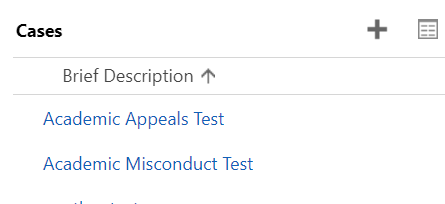 Cases
Brief Description
Academic Appeals Test
Academic Misconduct Test